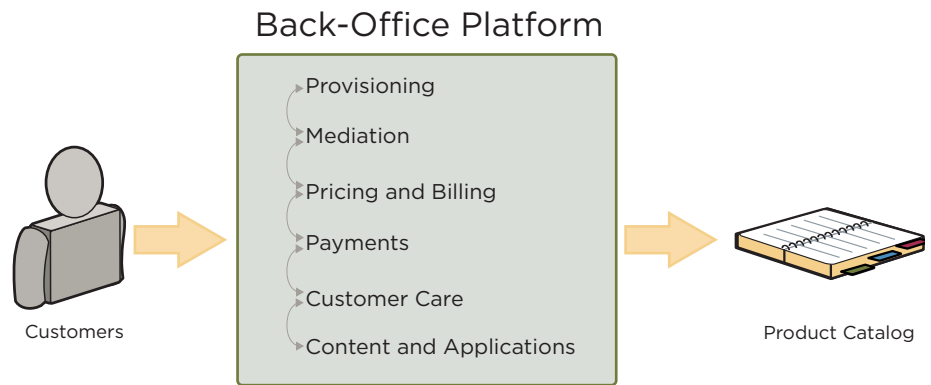 Back-Office Platform
Provisioning
Mediation
Pricing and Billing
Payments
Customer Care
Content and Applications
Customers
Product Catalog